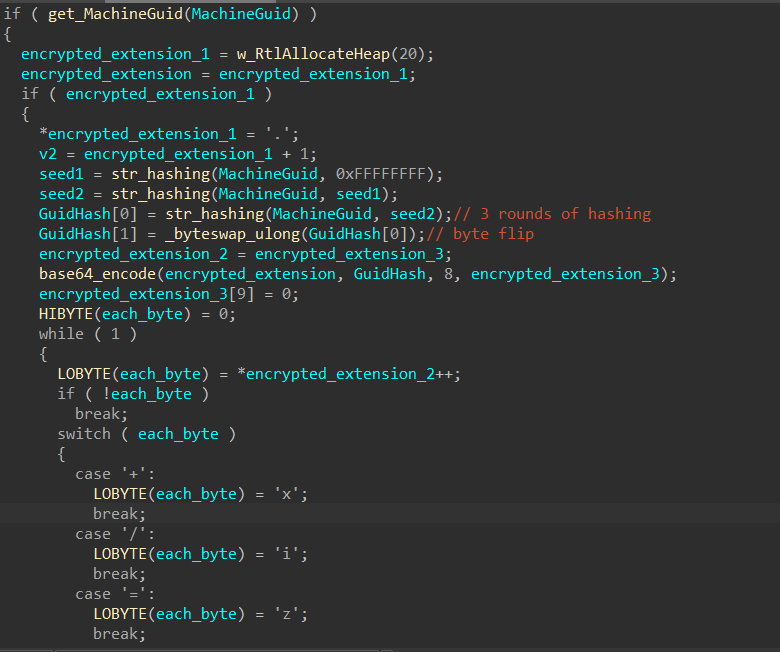 if ( get_MachineGuid(MachineGuid) )
{
encrypted_extension_1 = w_RtlAllocateHeap(20);
encrypted_extension = encrypted_extension_1;
if ( encrypted_extension_1 )
{
*encrypted_extension_1 = '.';
v2 = encrypted_extension_1 + 1;
seed1 = str_hashing(MachineGuid, 0xFFFFFFFF);
seed2 = str_hashing(MachineGuid, seed1);
GuidHash[0] = str_hashing(MachineGuid, seed2);// 3 rounds of hashing
GuidHash[1] = _byteswap_ulong(GuidHash[0]);// byte flip
encrypted_extension_2 = encrypted_extension_3;
base64_encode(encrypted_extension, GuidHash, 8, encrypted_extension_3);
encrypted_extension_3[9] = 0;
HIBYTE(each_byte) = 0;
while ( 1 )
{
LOBYTE(each_byte) = *encrypted_extension_2++;
if ( !each_byte )
break;
switch ( each_byte )
{
case '+':
LOBYTE(each_byte) = 'x';
break;
case '/':
LOBYTE(each_byte) = 'i';
break;
case '=':
LOBYTE(each_byte) = 'z';
break;